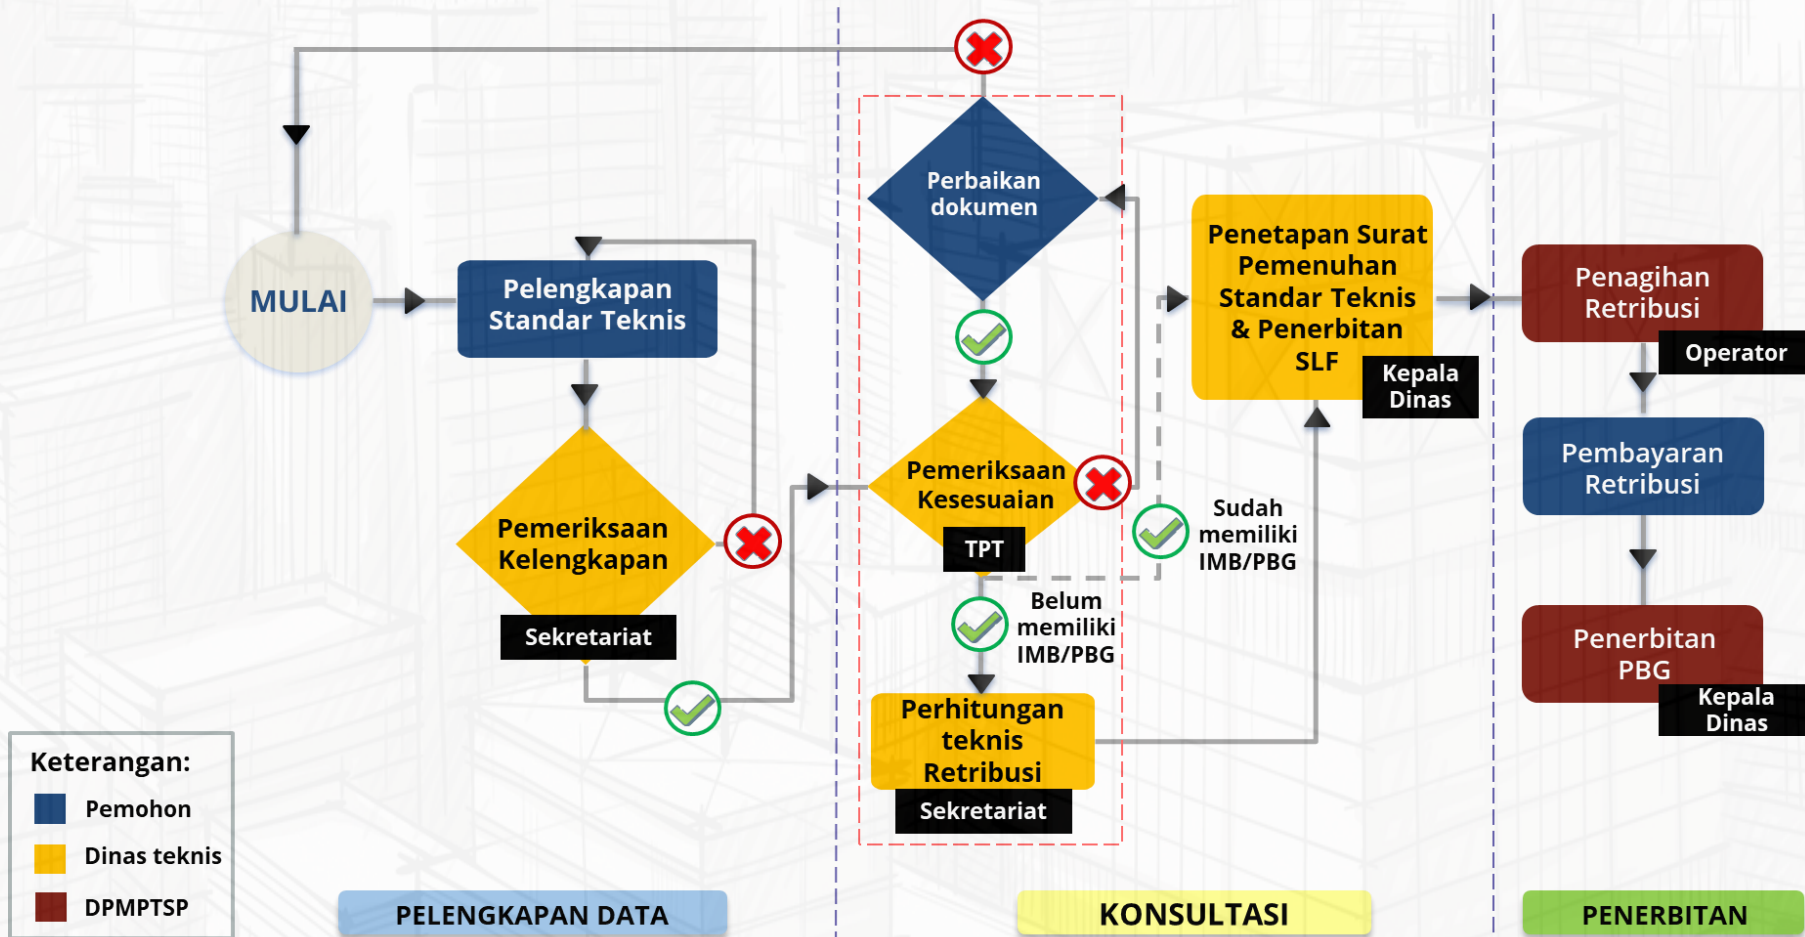 MULAI
Pelengkapan
Standar Teknis
Pemeriksaan
Kelengkapan
Sekretariat
Perbaikan
dokumen
Pemeriksaan
Kesesuaian
TPT
Belum
memiliki
IMB/PBG
Sudah
memiliki
IMB/PBG
Perhitungan
teknis
Retribusi
Sekretariat
Penetapan Surat
Pemenuhan
Standar Teknis
& Penerbitan
SLF
Kepala
Dinas
Penagihan
Retribusi
Operator
Pembayaran
Retribusi
Penerbitan
PBG
Kepala
Dinas
Keterangan:
Pemohon
Dinas teknis
DPMPTSP
PELENGKAPAN DATA
KONSULTASI
PENERBITAN